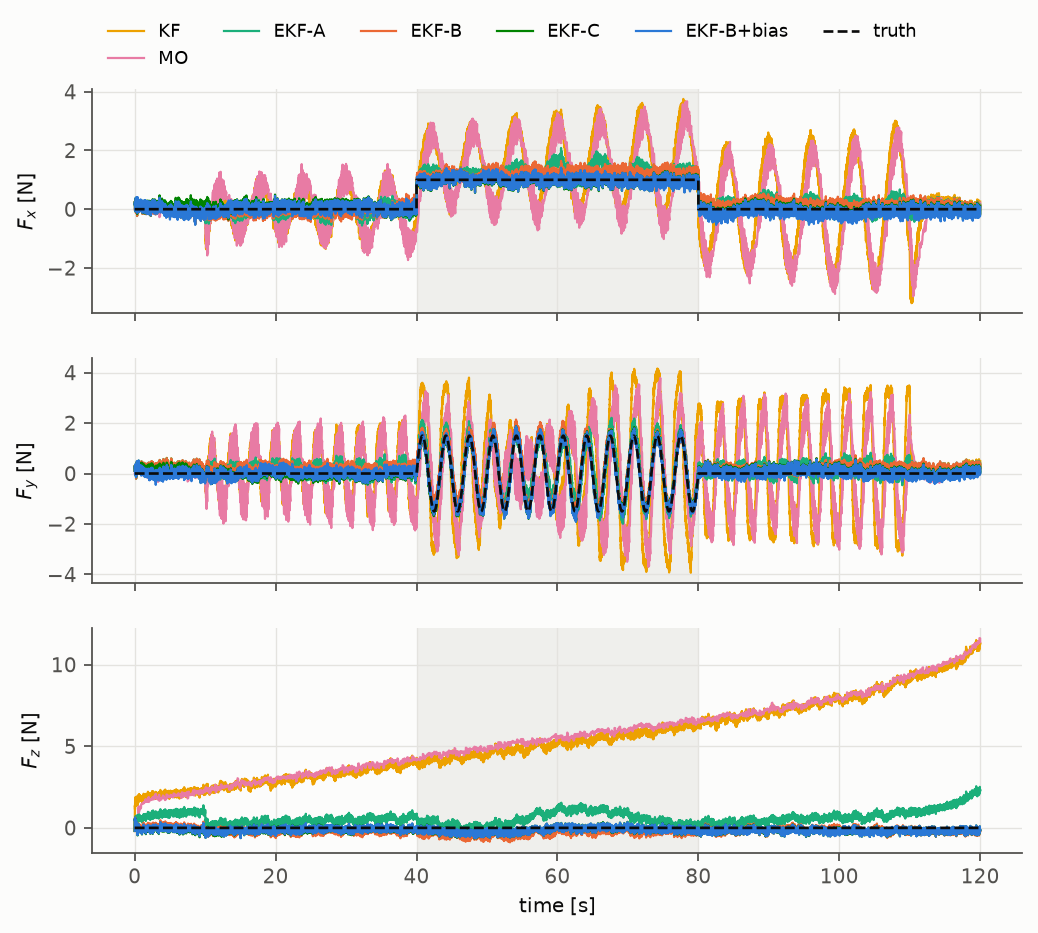 KF EKF-A EKF-B EKF-C EKF-B+bias truth
MO
4
2
0
−2
F_x [N]
4
2
0
−2
−4
F_y [N]
10
5
0
F_z [N]
0 20 40 60 80 100 120
time [s]